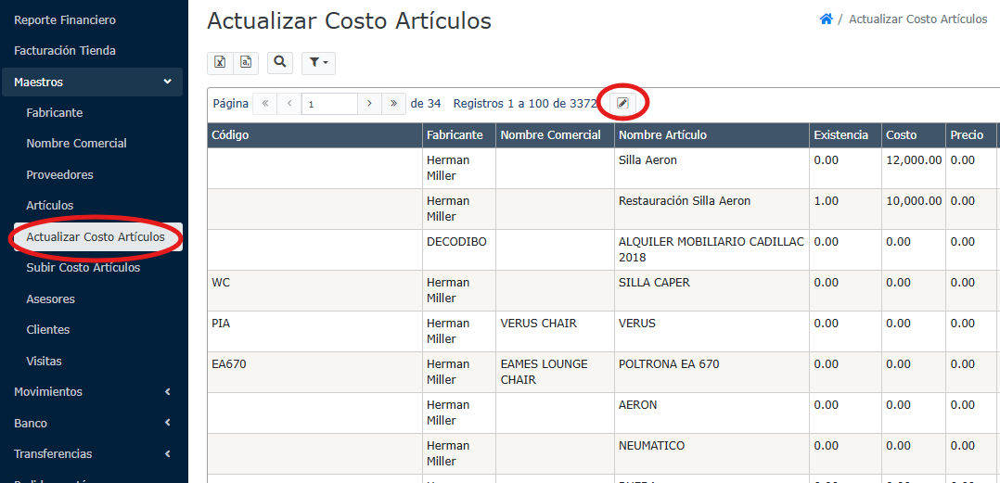 Reporte Financiero
Facturación Tienda
Maestros
Fabricante
Nombre Comercial
Proveedores
Artículos
Actualizar Costo Artículos
Subir Costo Artículos
Asesores
Clientes
Visitas
Movimientos
Banco
Transferencias
Actualizar Costo Artículos
/ Actualizar Costo Artículos
Página 1 de 34 Registros 1 a 100 de 3372
Código Fabricante Nombre Comercial Nombre Artículo Existencia Costo Precio
Herman Silla Aeron 0.00 12,000.00 0.00
Miller
Herman Restauración Silla Aeron 1.00 10,000.00 0.00
Miller
DECODIBO ALQUILER MOBILIARIO CADILLAC 0.00 0.00 0.00
2018
WC Herman SILLA CAPER 0.00 0.00 0.00
Miller
PIA Herman VERUS CHAIR VERUS 0.00 0.00 0.00
Miller
EA670 Herman EAMES LOUNGE POLTRONA EA 670 0.00 0.00 0.00
Miller CHAIR
Herman AERON 0.00 0.00 0.00
Miller
Herman NEUMATICO 0.00 0.00 0.00
Miller